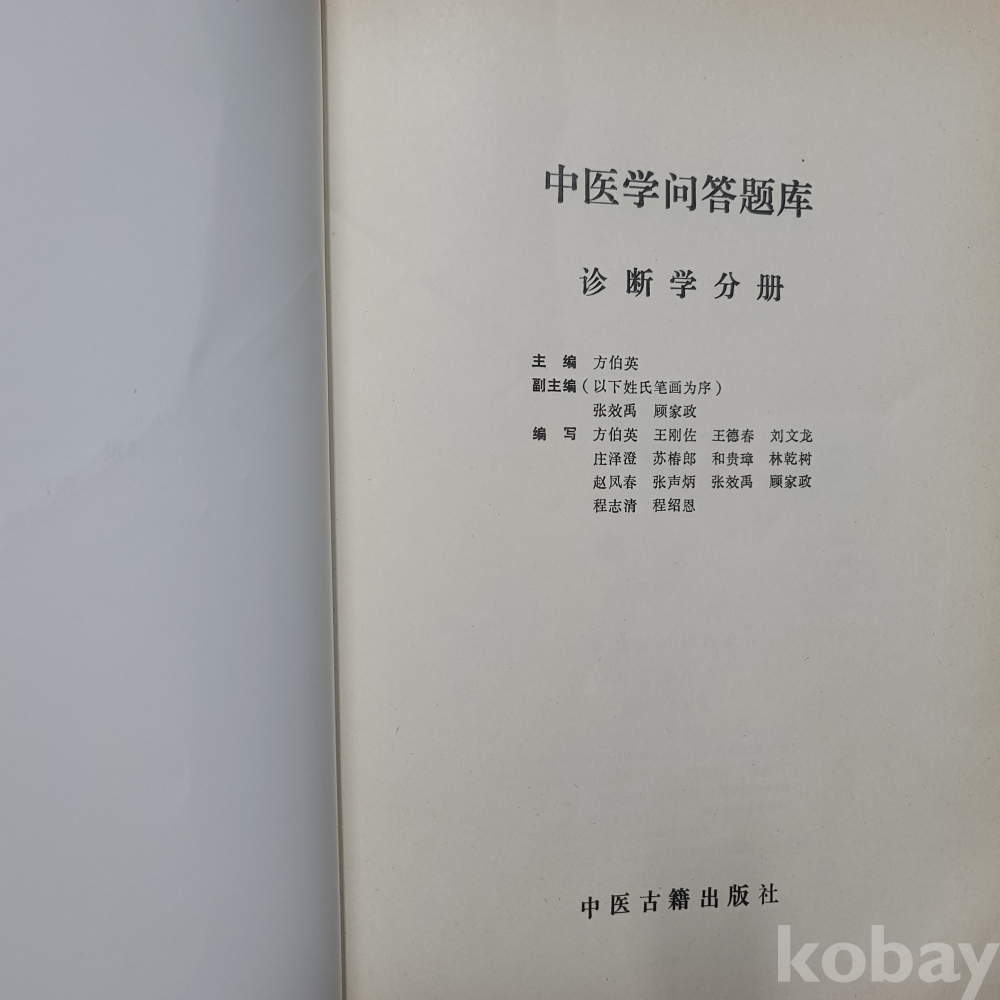 中医学问答题库
诊断学分册
主 编 方伯英
副主编(以下姓氏笔画为序)
张效禹 顾家政
编 写 方伯英 王刚佐 王德春 刘文龙
庄泽澄 苏椿郎 和贵璋 林乾树
赵凤春 张声炳 张效禹 顾家政
程志清 程绍恩
中医古籍出版社
kobay